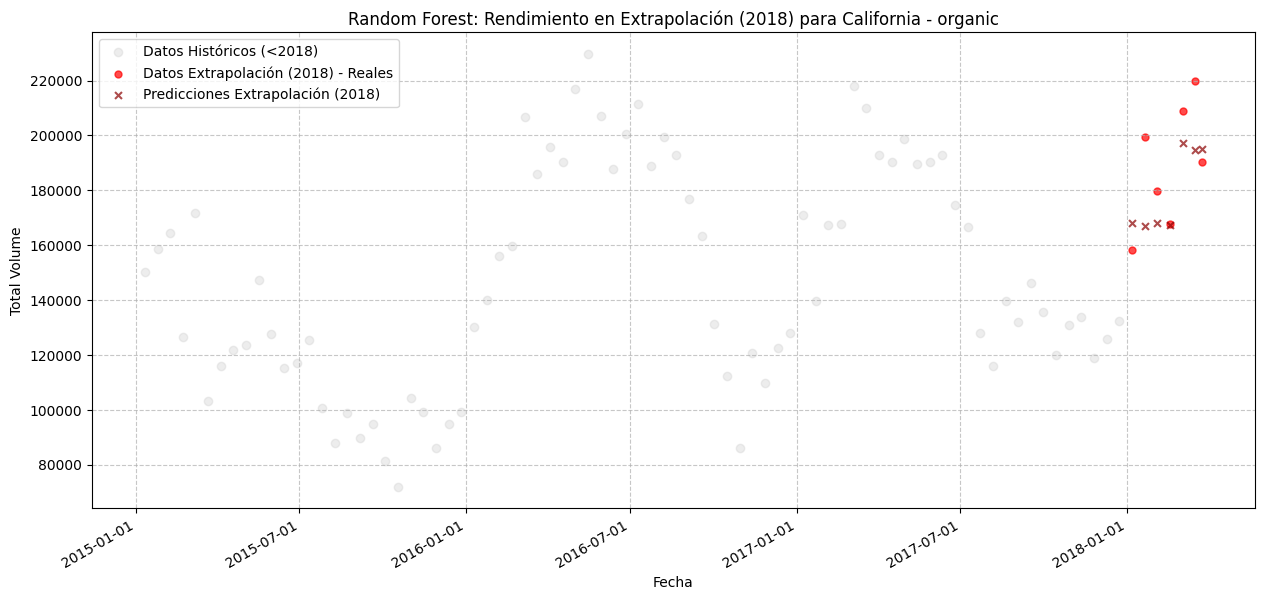 Random Forest: Rendimiento en Extrapolación (2018) para California - organic
Datos Históricos (<2018)
Datos Extrapolación (2018) - Reales
Predicciones Extrapolación (2018)
Total Volume
220000
200000
180000
160000
140000
120000
100000
80000
2015-01-01
2015-07-01
2016-01-01
2016-07-01
2017-01-01
2017-07-01
2018-01-01
Fecha